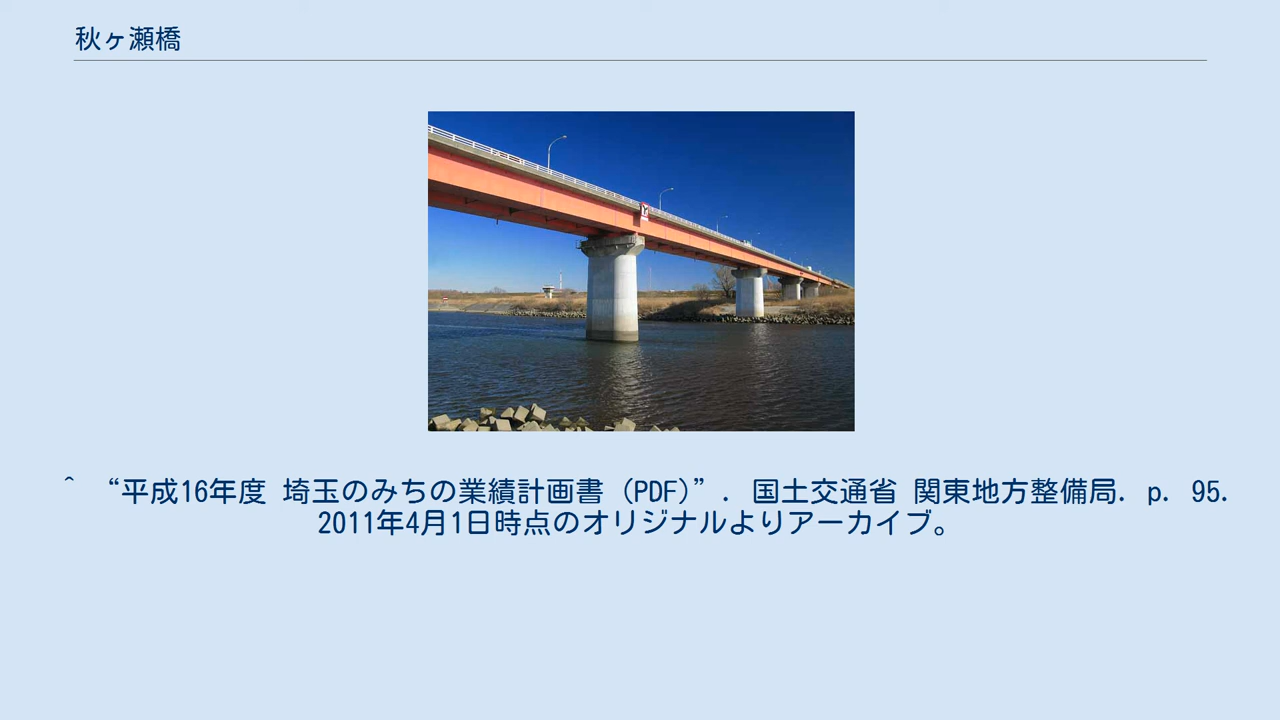 秋ヶ瀬橋
^ “平成16年度 埼玉のみちの業績計画書 (PDF)”. 国土交通省 関東地方整備局. p. 95.
2011年4月1日時点のオリジナルよりアーカイブ。